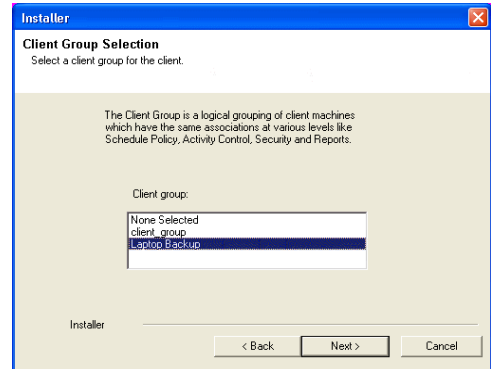 Installer
Client Group Selection
Select a client group for the client.
The Client Group is a logical grouping of client machines
which have the same associations at various levels like
Schedule Policy, Activity Control, Security and Reports.
Client group:
None Selected
client_group
Laptop Backup
Installer
< Back
Next >
Cancel